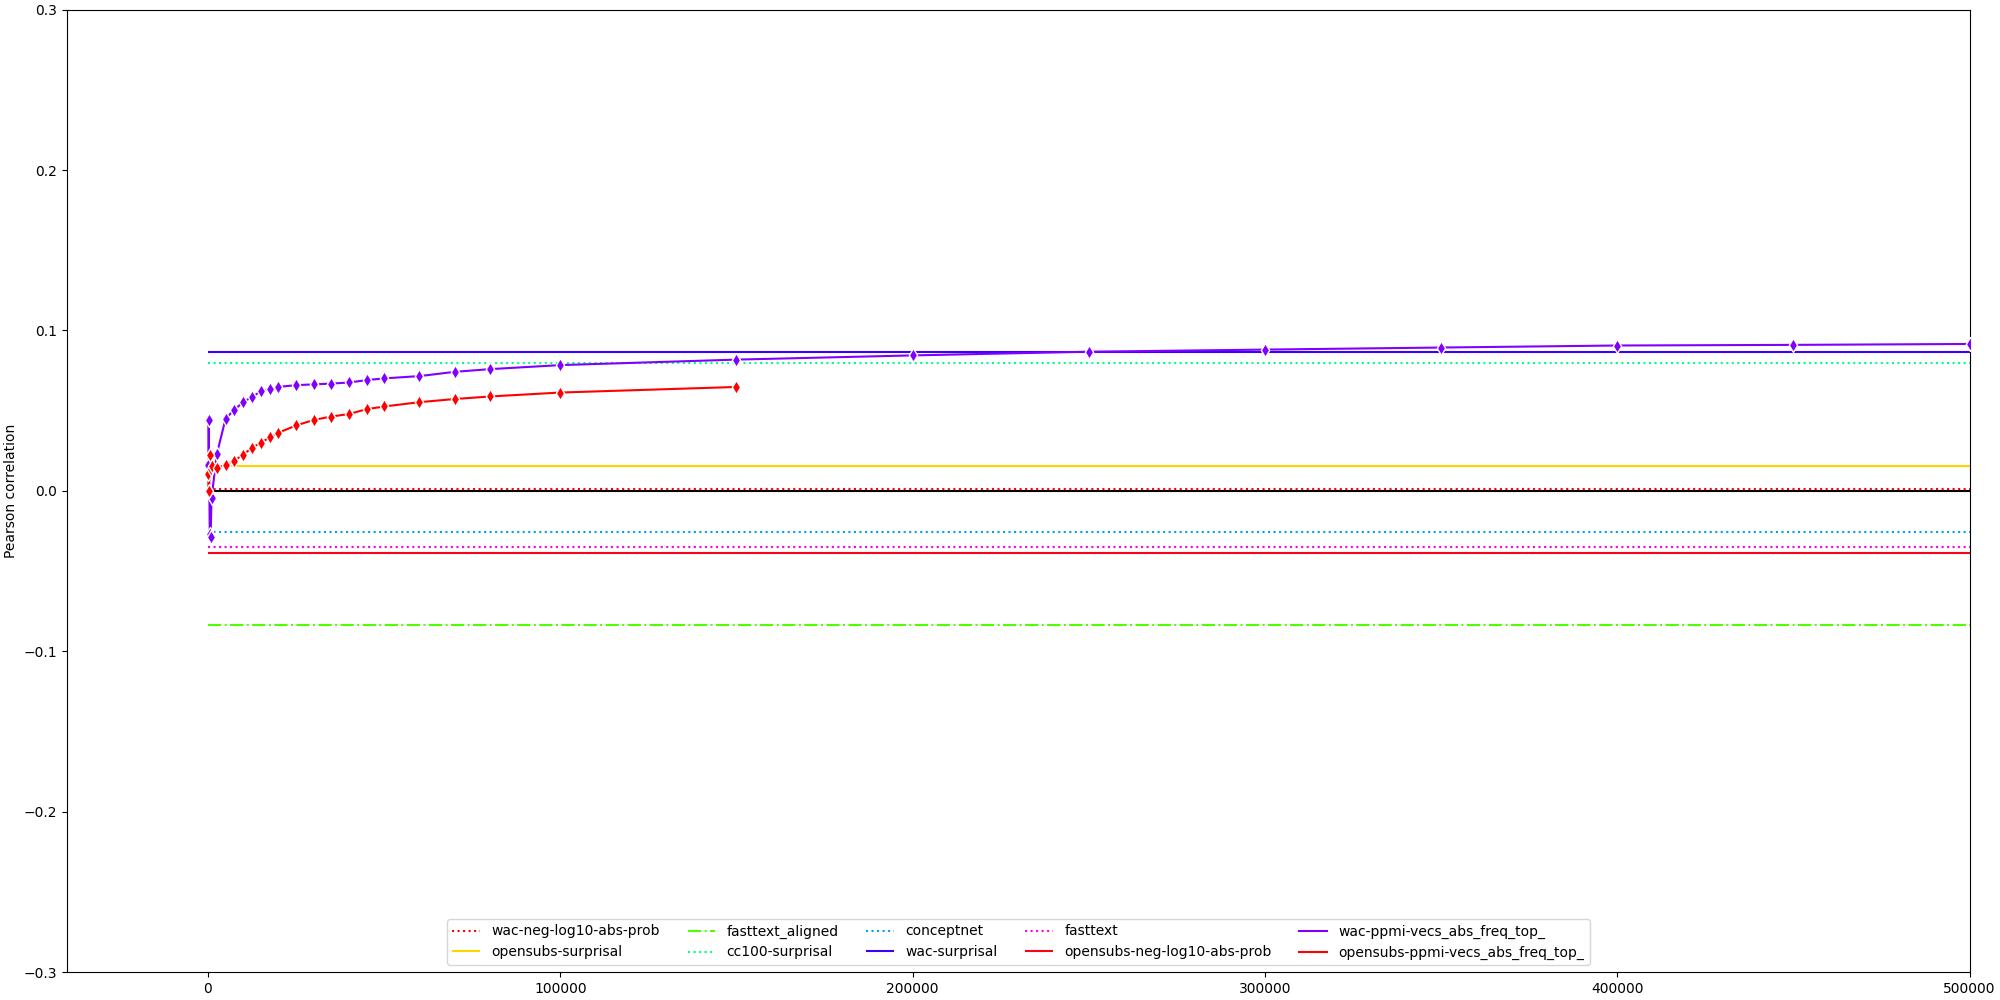 0.3
0.2
0.1
0.0
−0.1
−0.2
−0.3
Pearson correlation
wac-neg-log10-abs-prob fasttext_aligned conceptnet fasttext wac-ppmi-vecs_abs_freq_top_
opensubs-surprisal cc100-surprisal wac-surprisal opensubs-neg-log10-abs-prob opensubs-ppmi-vecs_abs_freq_top_
0 100000 200000 300000 400000 500000